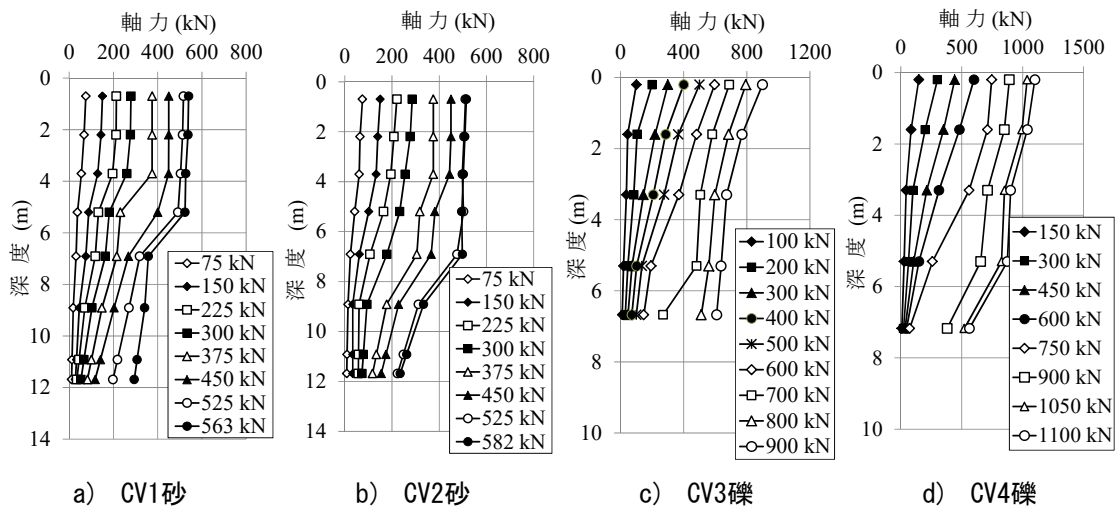 軸 力 (kN)
0 200 400 600 800
深 度 (m)
0
2
4
6
8
10
12
14
75 kN
150 kN
225 kN
300 kN
375 kN
450 kN
525 kN
563 kN
a) CV1砂
軸 力 (kN)
0 200 400 600 800
深 度 (m)
0
2
4
6
8
10
12
14
75 kN
150 kN
225 kN
300 kN
375 kN
450 kN
525 kN
582 kN
b) CV2砂
軸 力 (kN)
0 400 800 1200
深 度 (m)
0
2
4
6
8
10
100 kN
200 kN
300 kN
400 kN
500 kN
600 kN
700 kN
800 kN
900 kN
c) CV3礫
軸 力 (kN)
0 500 1000 1500
深 度 (m)
0
2
4
6
8
10
150 kN
300 kN
450 kN
600 kN
750 kN
900 kN
1050 kN
1100 kN
d) CV4礫